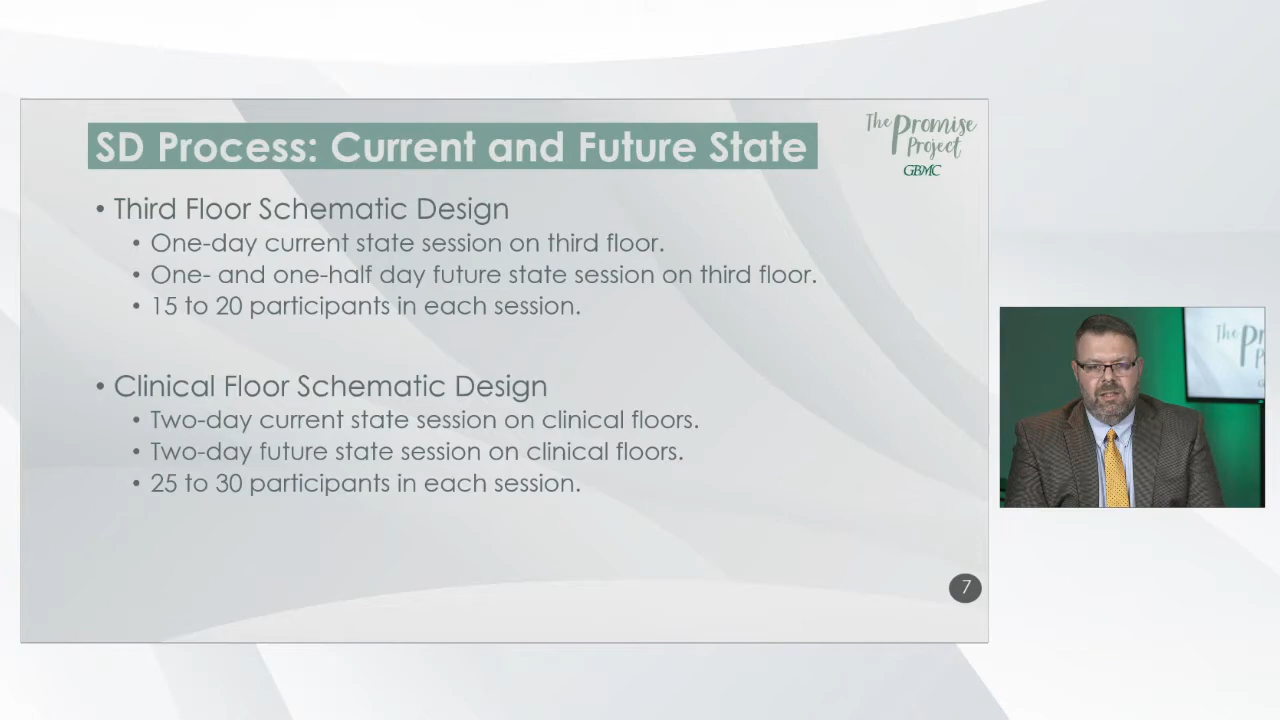 SD Process: Current and Future State
The Promise
Project
GBMC
• Third Floor Schematic Design
• One-day current state session on third floor.
• One- and one-half day future state session on third floor.
• 15 to 20 participants in each session.
• Clinical Floor Schematic Design
• Two-day current state session on clinical floors.
• Two-day future state session on clinical floors.
• 25 to 30 participants in each session.
7
The